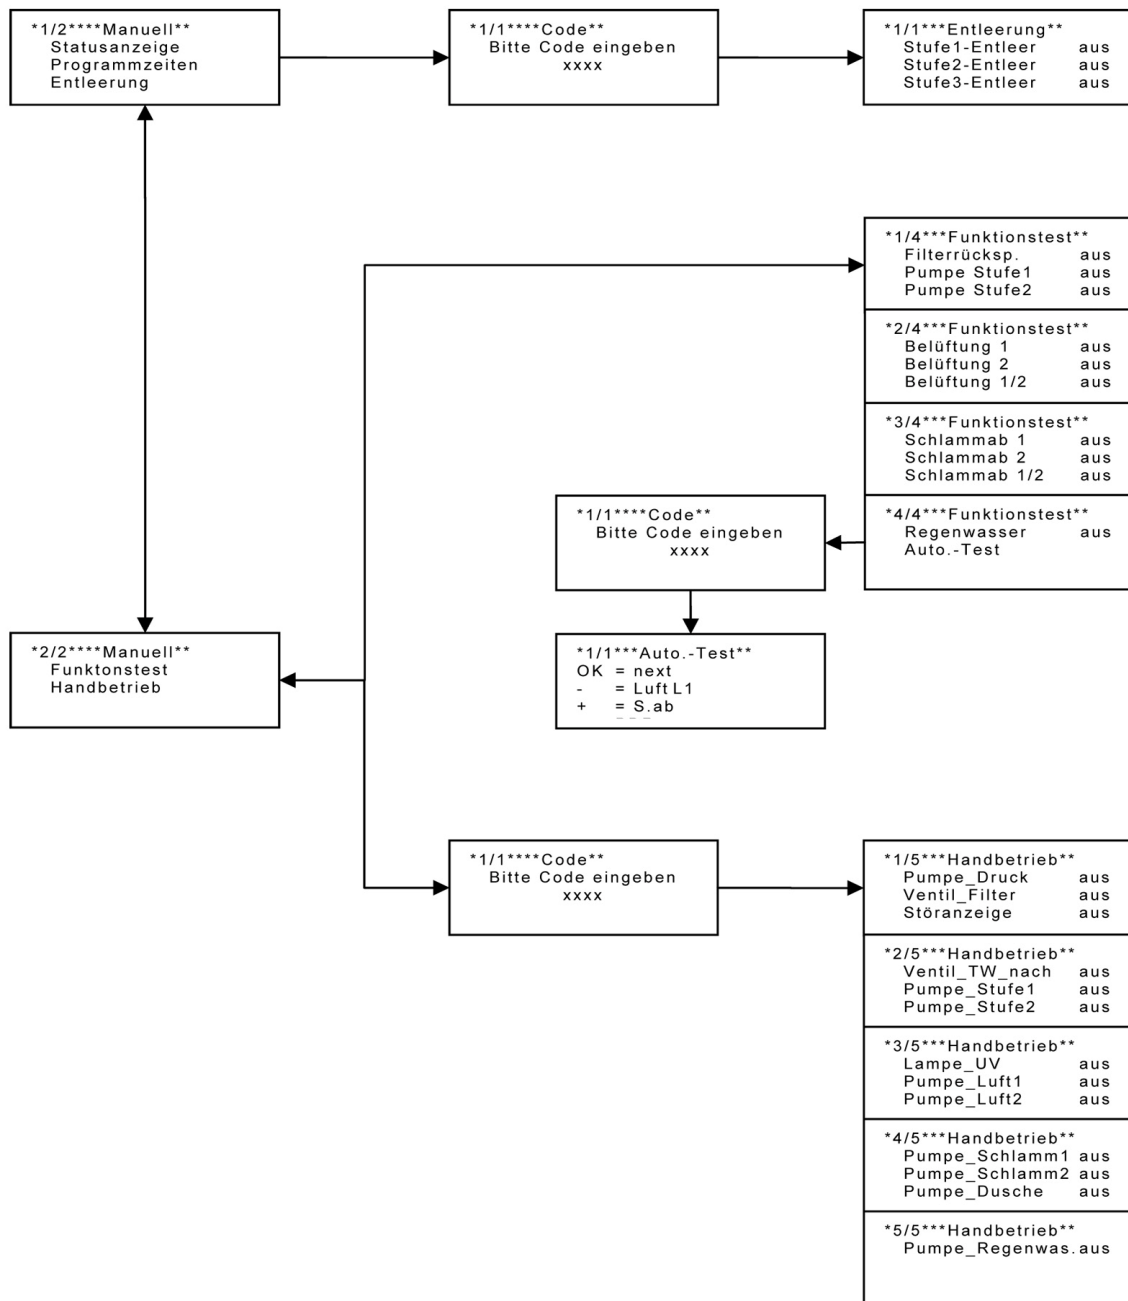 *1/2****Manuell**
Statusanzeige
Programmzeiten
Entleerung
*1/1****Code**
Bitte Code eingeben
xxxx
*1/1***Entleerung**
Stufe1-Entleer aus
Stufe2-Entleer aus
Stufe3-Entleer aus
*1/4***Funktionstest**
Filterrücksp. aus
Pumpe Stufe1 aus
Pumpe Stufe2 aus
*2/4***Funktionstest**
Belüftung 1 aus
Belüftung 2 aus
Belüftung 1/2 aus
*3/4***Funktionstest**
Schlammab 1 aus
Schlammab 2 aus
Schlammab 1/2 aus
*4/4***Funktionstest**
Regenwasser aus
Auto.-Test
*1/1****Code**
Bitte Code eingeben
xxxx
*1/1***Auto.-Test**
OK = next
- = Luft L1
+ = S.ab
*2/2****Manuell**
Funktonstest
Handbetrieb
*1/1****Code**
Bitte Code eingeben
xxxx
*1/5***Handbetrieb**
Pumpe_Druck aus
Ventil_Filter aus
Störanzeige aus
*2/5***Handbetrieb**
Ventil_TW_nach aus
Pumpe_Stufe1 aus
Pumpe_Stufe2 aus
*3/5***Handbetrieb**
Lampe_UV aus
Pumpe_Luft1 aus
Pumpe_Luft2 aus
*4/5***Handbetrieb**
Pumpe_Schlamm1 aus
Pumpe_Schlamm2 aus
Pumpe_Dusche aus
*5/5***Handbetrieb**
Pumpe_Regenwas. aus